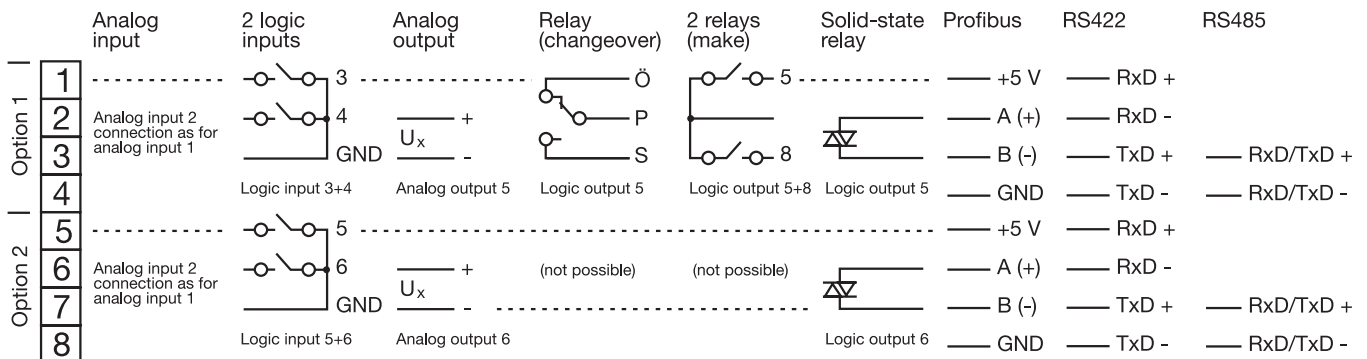 Analog input
2 logic inputs
Analog output
Relay (changeover)
2 relays (make)
Solid-state relay
Profibus
RS422
RS485
Option 1
1
3
5
+5 V
RxD +
Ö
2
Analog input 2
connection as for
analog input 1
4
Ux
+
P
A (+)
RxD -
3
GND
-
S
8
B (-)
TxD +
RxD/TxD +
Logic input 3+4
Analog output 5
Logic output 5
Logic output 5+8
Logic output 5
4
GND
TxD -
RxD/TxD -
Option 2
5
5
+5 V
RxD +
6
Analog input 2
connection as for
analog input 1
6
Ux
+
(not possible)
(not possible)
A (+)
RxD -
7
GND
-
B (-)
TxD +
RxD/TxD +
Logic input 5+6
Analog output 6
Logic output 6
8
GND
TxD -
RxD/TxD -